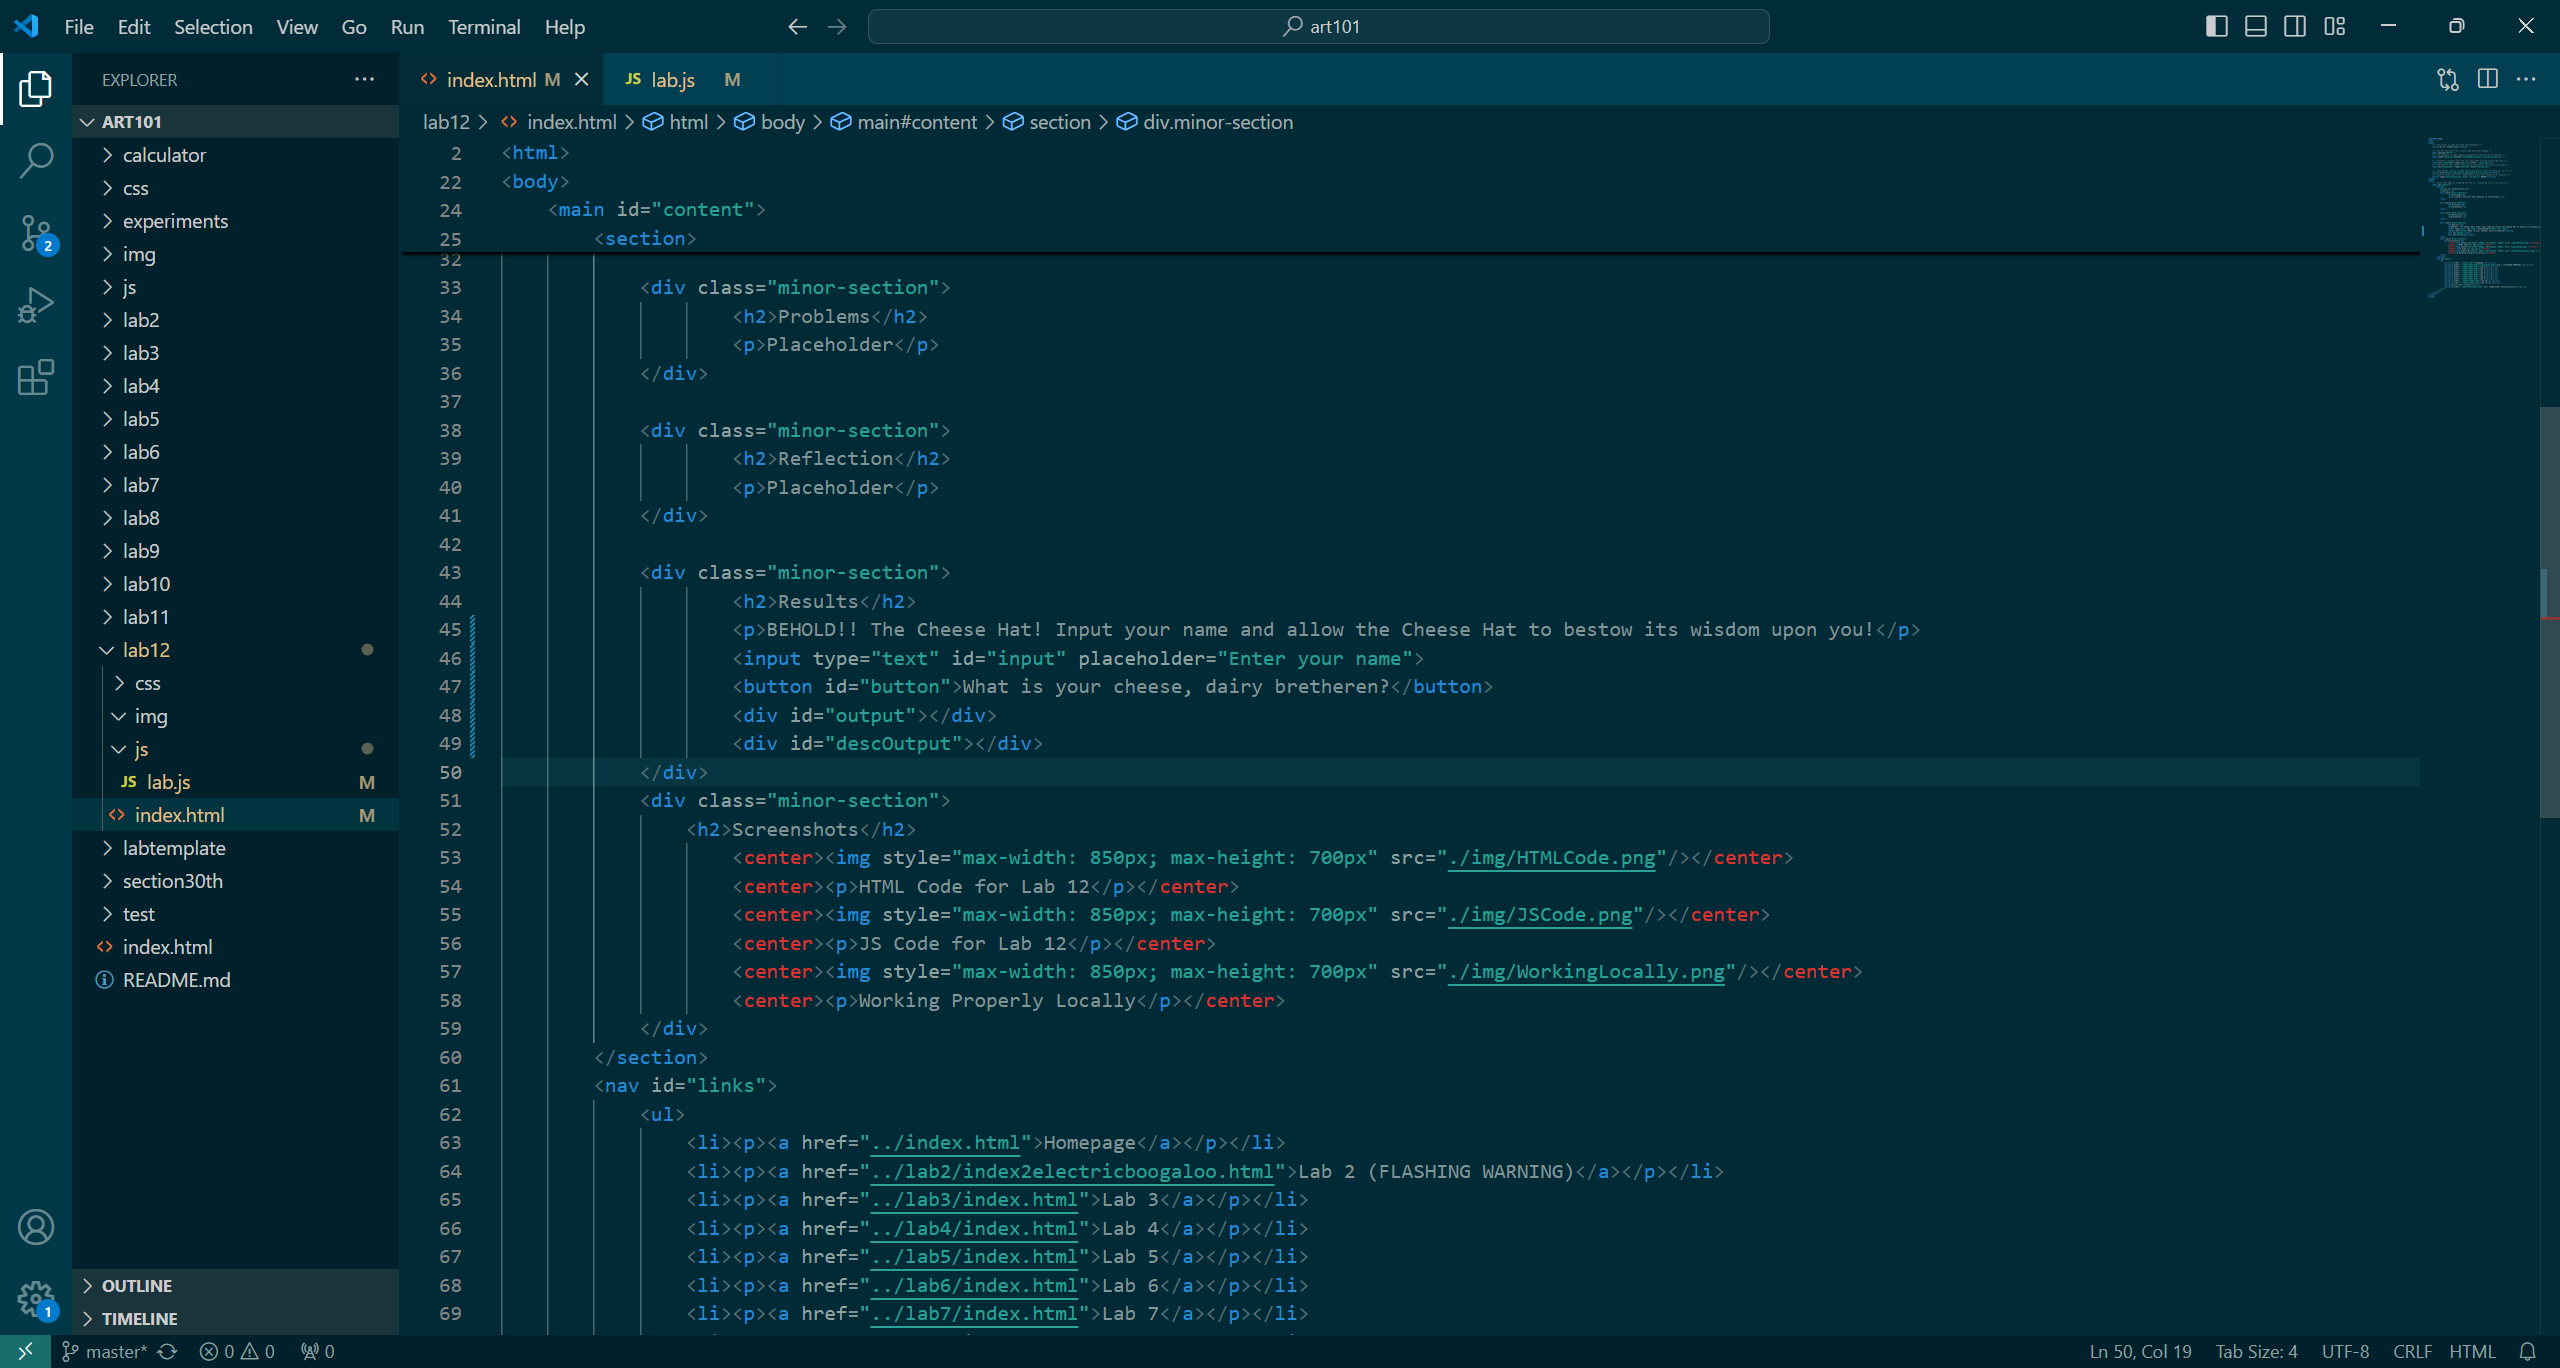 File Edit Selection View Go Run Terminal Help
art101
EXPLORER
ART101
calculator
css
experiments
img
js
lab2
lab3
lab4
lab5
lab6
lab7
lab8
lab9
lab10
lab11
lab12
css
img
js
JS lab.js M
<> index.html M
labtemplate
section30th
test
<> index.html
README.md
OUTLINE
TIMELINE
2
1
<> index.html M
JS lab.js M
lab12 > <> index.html > html > body > main#content > section > div.minor-section
2 <html>
22 <body>
24 <main id="content">
25 <section>
32
33 <div class="minor-section">
34 <h2>Problems</h2>
35 <p>Placeholder</p>
36 </div>
37
38 <div class="minor-section">
39 <h2>Reflection</h2>
40 <p>Placeholder</p>
41 </div>
42
43 <div class="minor-section">
44 <h2>Results</h2>
45 <p>BEHOLD!! The Cheese Hat! Input your name and allow the Cheese Hat to bestow its wisdom upon you!</p>
46 <input type="text" id="input" placeholder="Enter your name">
47 <button id="button">What is your cheese, dairy bretheren?</button>
48 <div id="output"></div>
49 <div id="descOutput"></div>
50 </div>
51 <div class="minor-section">
52 <h2>Screenshots</h2>
53 <center><img style="max-width: 850px; max-height: 700px" src="./img/HTMLCode.png"/></center>
54 <center><p>HTML Code for Lab 12</p></center>
55 <center><img style="max-width: 850px; max-height: 700px" src="./img/JSCode.png"/></center>
56 <center><p>JS Code for Lab 12</p></center>
57 <center><img style="max-width: 850px; max-height: 700px" src="./img/WorkingLocally.png"/></center>
58 <center><p>Working Properly Locally</p></center>
59 </div>
60 </section>
61 <nav id="links">
62 <ul>
63 <li><p><a href="../index.html">Homepage</a></p></li>
64 <li><p><a href="../lab2/index2electricboogaloo.html">Lab 2 (FLASHING WARNING)</a></p></li>
65 <li><p><a href="../lab3/index.html">Lab 3</a></p></li>
66 <li><p><a href="../lab4/index.html">Lab 4</a></p></li>
67 <li><p><a href="../lab5/index.html">Lab 5</a></p></li>
68 <li><p><a href="../lab6/index.html">Lab 6</a></p></li>
69 <li><p><a href="../lab7/index.html">Lab 7</a></p></li>
master* 0 0 0 Ln 50, Col 19 Tab Size: 4 UTF-8 CRLF HTML